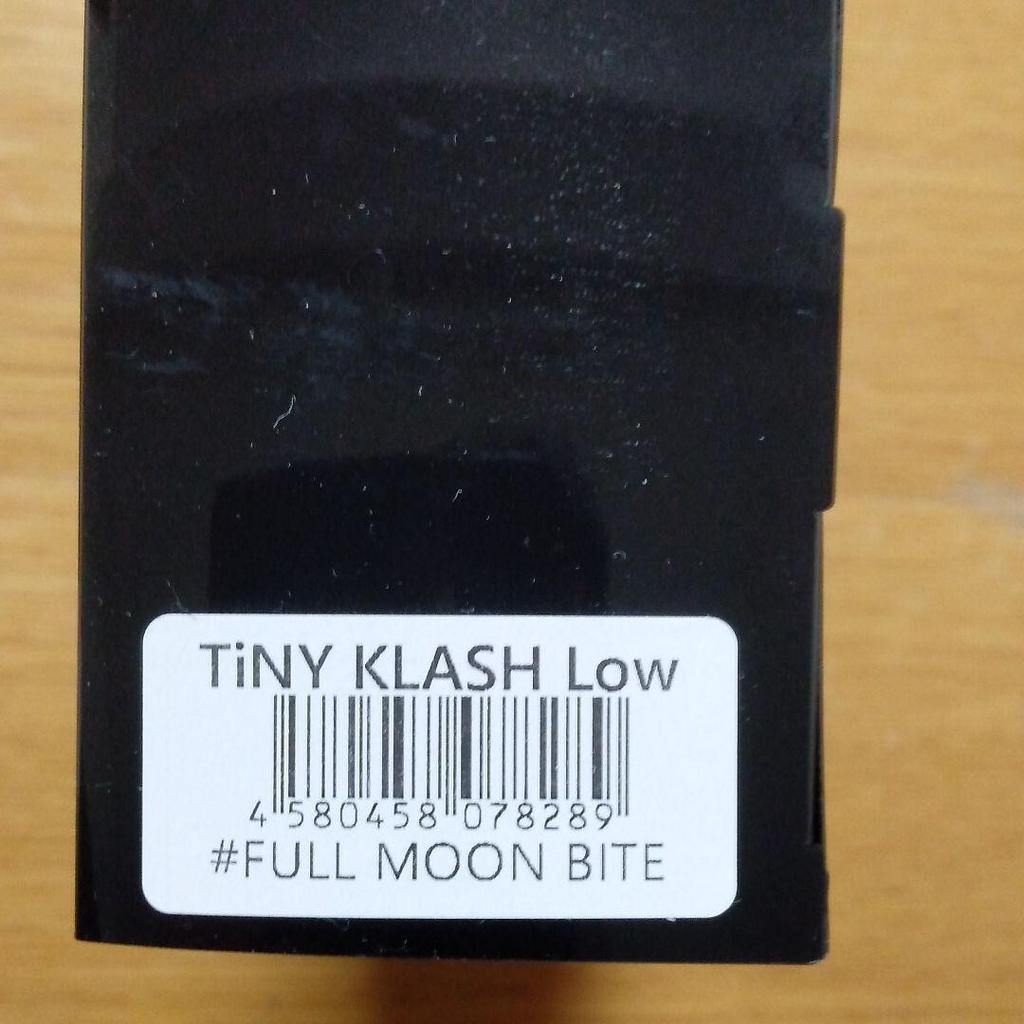 TiNY KLASH Low
4 580458 078289
#FULL MOON BITE